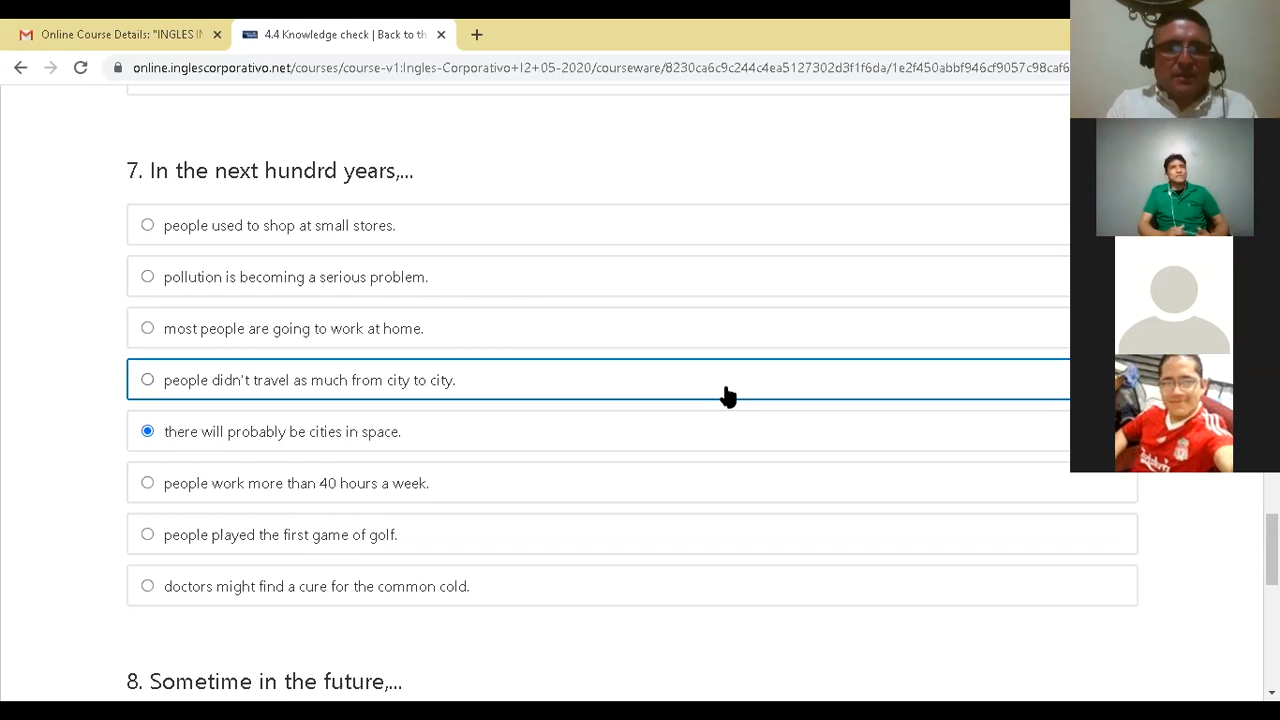 Online Course Details: "INGLES IN
4.4 Knowledge check | Back to th
online.inglescorporativo.net/courses/course-v1:Ingles-Corporativo+I2+05-2020/courseware/8230ca6c9c244c4ea5127302d3f1f6da/1e2f450abbf946cf9057c98caf6
7. In the next hundrd years,...
people used to shop at small stores.
pollution is becoming a serious problem.
most people are going to work at home.
people didn't travel as much from city to city.
there will probably be cities in space.
people work more than 40 hours a week.
people played the first game of golf.
doctors might find a cure for the common cold.
8. Sometime in the future,...